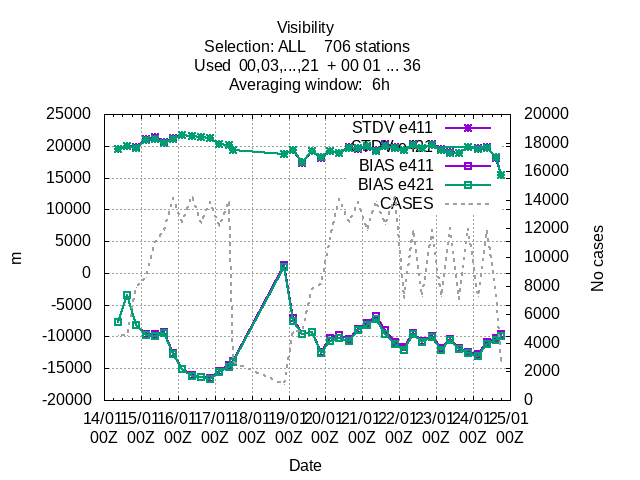 Visibility
Selection: ALL 706 stations
Used 00,03,...,21 + 00 01 ... 36
Averaging window: 6h
25000
20000
15000
10000
5000
0
-5000
-10000
-15000
-20000
m
20000
18000
16000
14000
12000
10000
8000
6000
4000
2000
0
No cases
STDV e411
STDV e421
BIAS e411
BIAS e421
CASES
14/01 15/01 16/01 17/01 18/01 19/01 20/01 21/01 22/01 23/01 24/01 25/01
00Z 00Z 00Z 00Z 00Z 00Z 00Z 00Z 00Z 00Z 00Z 00Z
Date